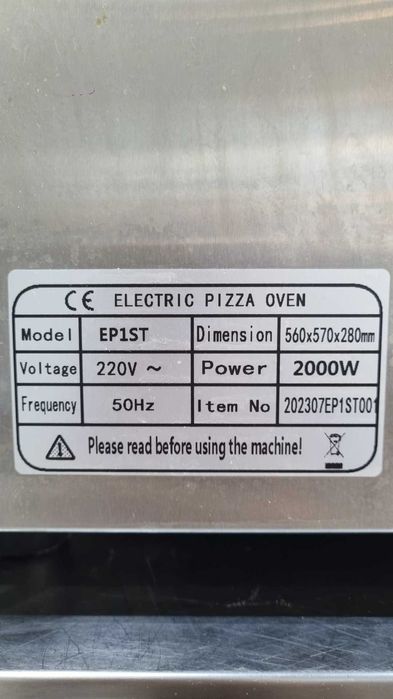 CE ELECTRIC PIZZA OVEN
Model EP1ST Dimension 560x570x280mm
Voltage 220V ~ Power 2000W
Frequency 50Hz Item No 202307EP1ST001
Please read before using the machine!